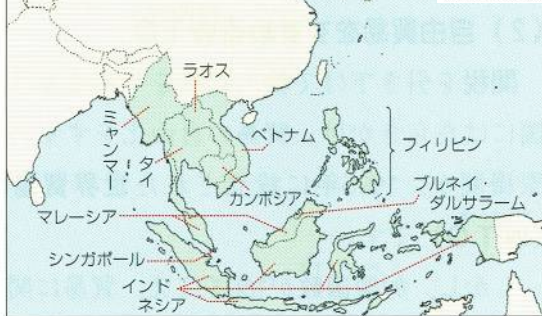 ラオス
ミャンマー
タイ
ベトナム
カンボジア
フィリピン
ブルネイ・
ダルサラーム
マレーシア
シンガポール
インド
ネシア